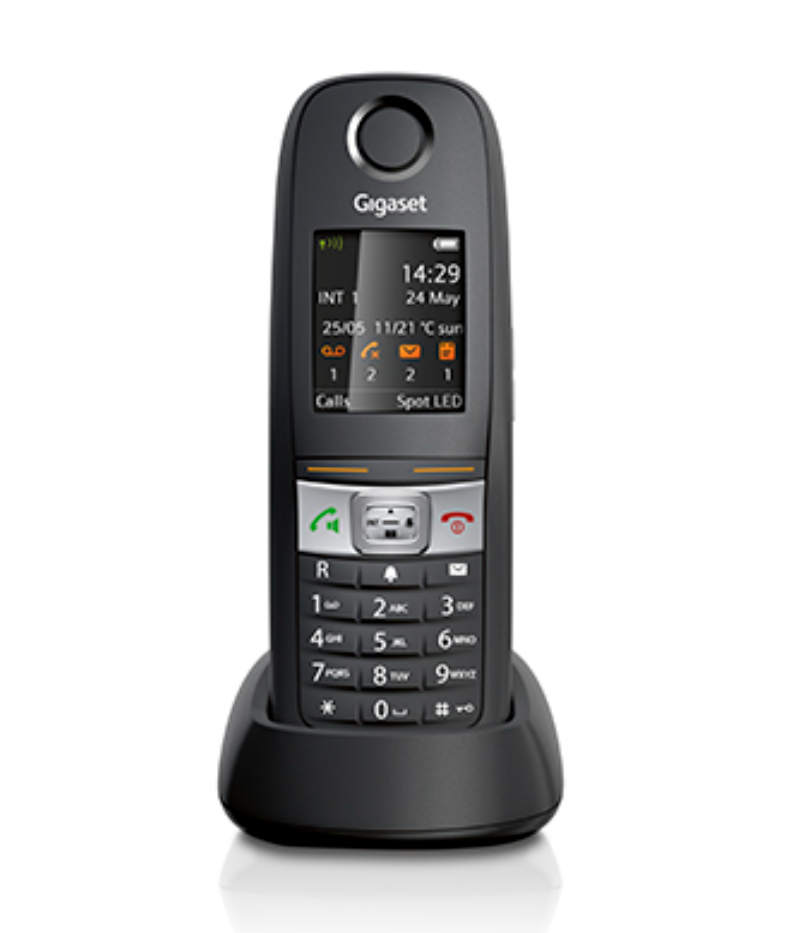 Gigaset
14:29
INT 1 24 May
25/05 11/21 °C sun
1 2 2 1
Calls Spot LED
INT
R
1 2 ABC 3 DEF
4 GHI 5 JKL 6 MNO
7 PQRS 8 TUV 9 WXYZ
* 0 #